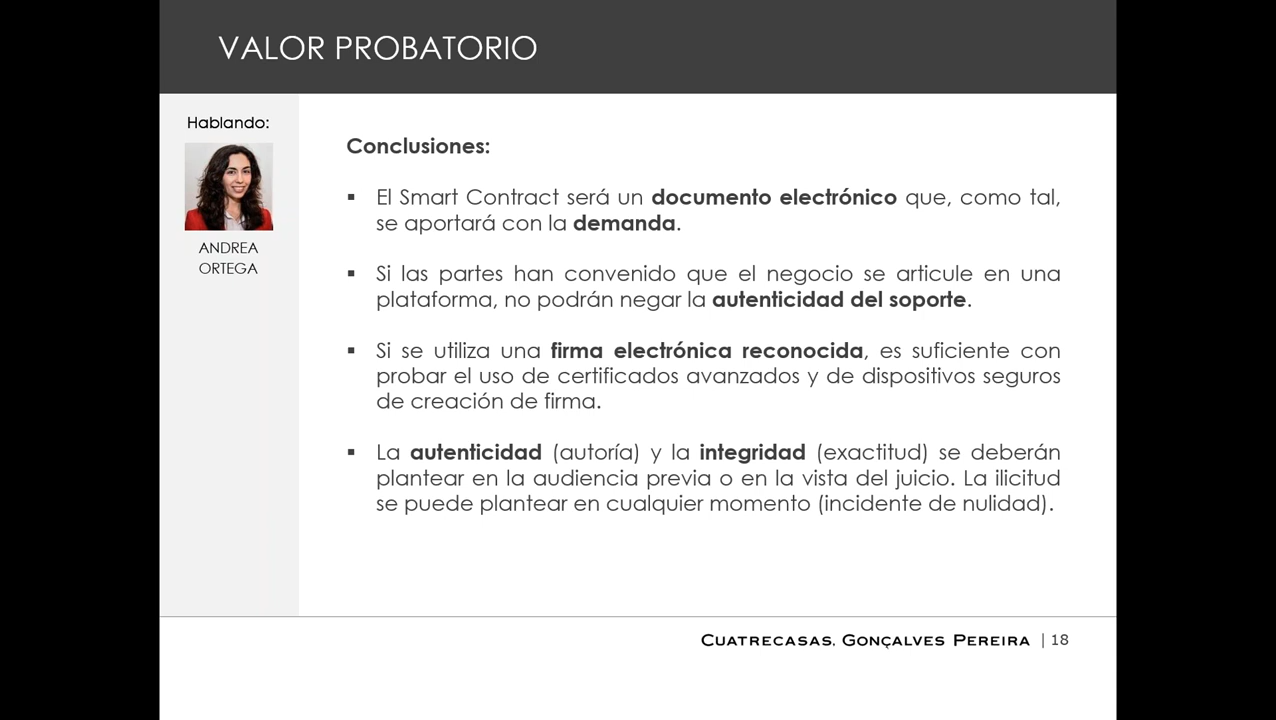 VALOR PROBATORIO
Hablando:
ANDREA
ORTEGA
Conclusiones:
▪ El Smart Contract será un documento electrónico que, como tal,
se aportará con la demanda.
▪ Si las partes han convenido que el negocio se articule en una
plataforma, no podrán negar la autenticidad del soporte.
▪ Si se utiliza una firma electrónica reconocida, es suficiente con
probar el uso de certificados avanzados y de dispositivos seguros
de creación de firma.
▪ La autenticidad (autoría) y la integridad (exactitud) se deberán
plantear en la audiencia previa o en la vista del juicio. La ilicitud
se puede plantear en cualquier momento (incidente de nulidad).
CUATRECASAS, GONÇALVES PEREIRA | 18